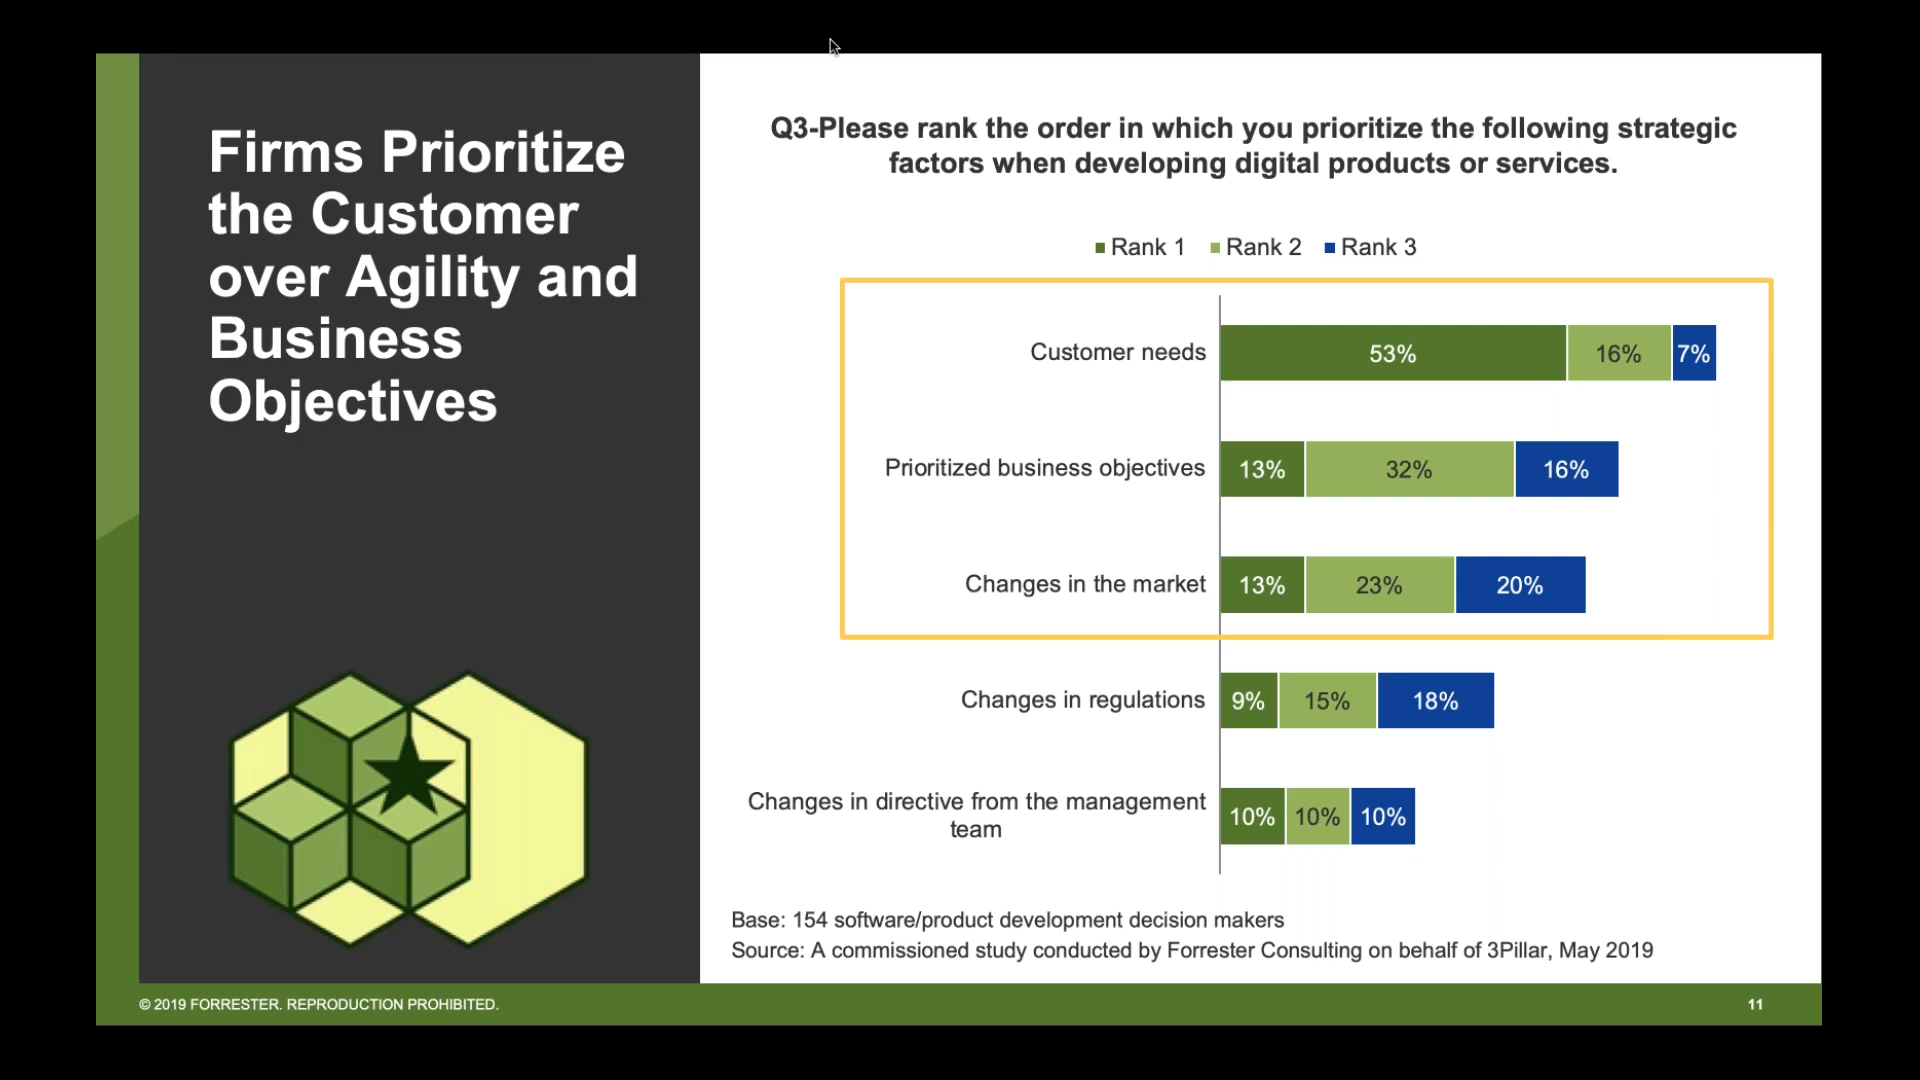 Firms Prioritize
the Customer
over Agility and
Business
Objectives
Q3-Please rank the order in which you prioritize the following strategic
factors when developing digital products or services.
Rank 1 Rank 2 Rank 3
Customer needs 53% 16% 7%
Prioritized business objectives 13% 32% 16%
Changes in the market 13% 23% 20%
Changes in regulations 9% 15% 18%
Changes in directive from the management
team
10% 10% 10%
Base: 154 software/product development decision makers
Source: A commissioned study conducted by Forrester Consulting on behalf of 3Pillar, May 2019
© 2019 FORRESTER. REPRODUCTION PROHIBITED.
11